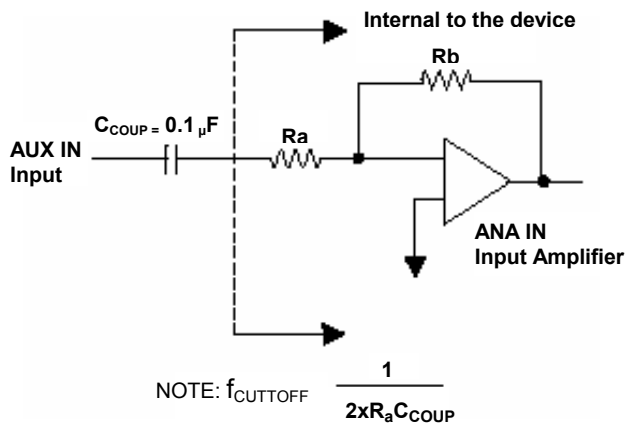 Internal to the device
Rb
C_COUP = 0.1 µF
Ra
AUX IN
Input
ANA IN
Input Amplifier
NOTE: f_CUTTOFF 1
2xR_aC_COUP